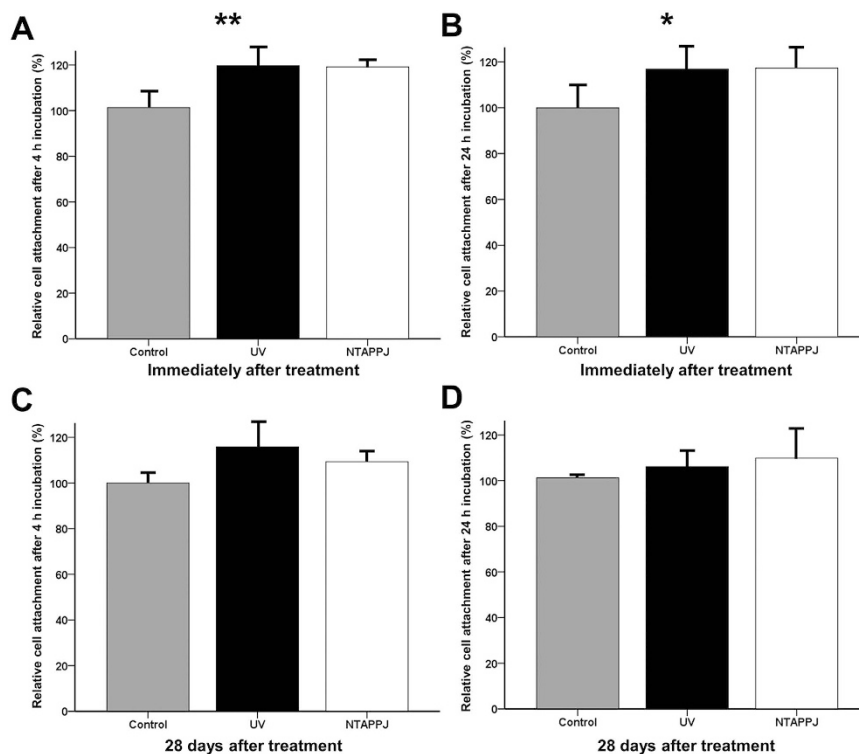 A
**
Relative cell attachment after 4 h incubation (%)
120
100
80
60
40
20
0
Control UV NTAPPJ
Immediately after treatment
B
*
Relative cell attachment after 24 h incubation (%)
120
100
80
60
40
20
0
Control UV NTAPPJ
Immediately after treatment
C
Relative cell attachment after 4 h incubation (%)
120
100
80
60
40
20
0
Control UV NTAPPJ
28 days after treatment
D
Relative cell attachment after 24 h incubation (%)
120
100
80
60
40
20
0
Control UV NTAPPJ
28 days after treatment